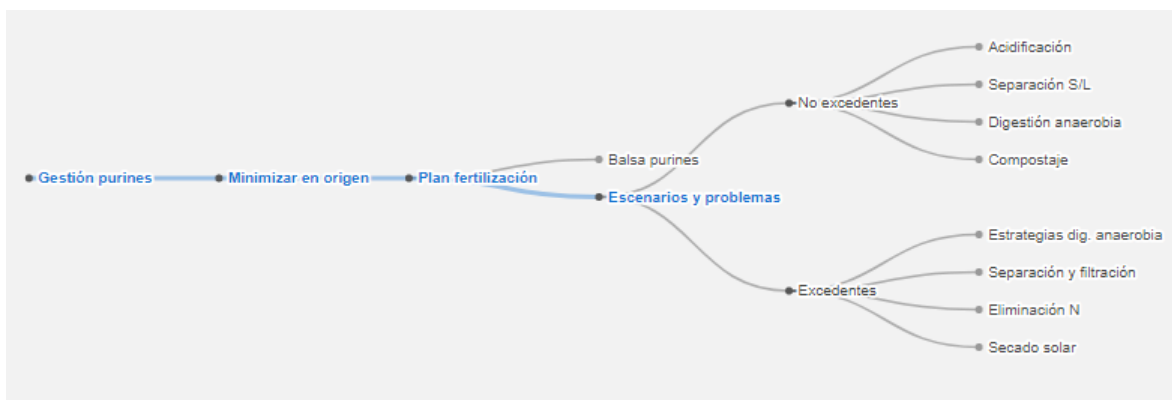 Gestión purines
Minimizar en origen
Plan fertilización
Balsa purines
Escenarios y problemas
No excedentes
Acidificación
Separación S/L
Digestión anaerobia
Compostaje
Excedentes
Estrategias dig. anaerobia
Separación y filtración
Eliminación N
Secado solar